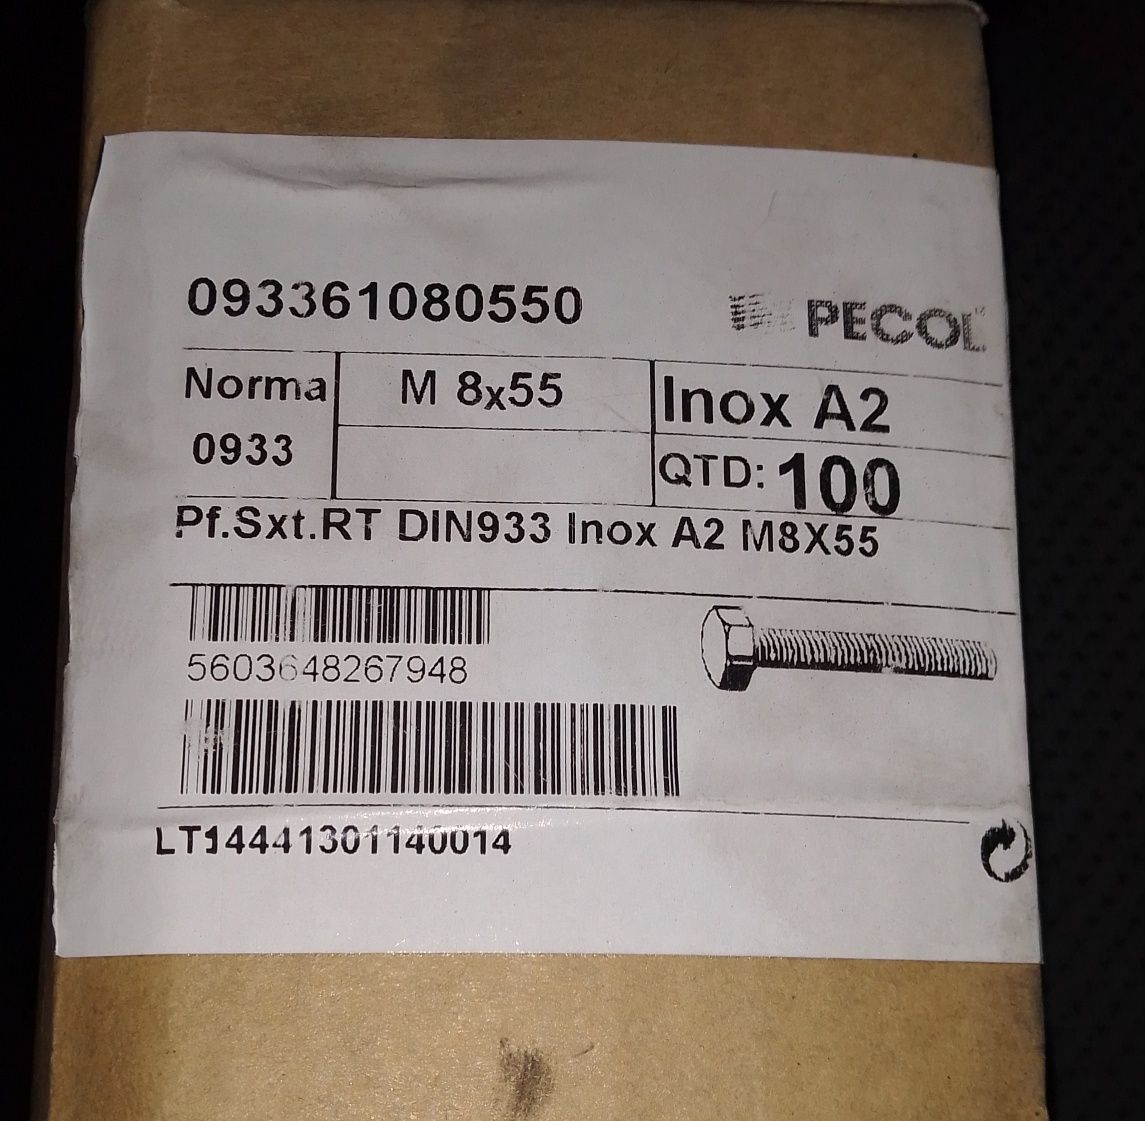 093361080550
PECOL
Norma
M 8x55
Inox A2
0933
QTD: 100
Pf.Sxt.RT DIN933 Inox A2 M8X55
5603648267948
LT14441301140014